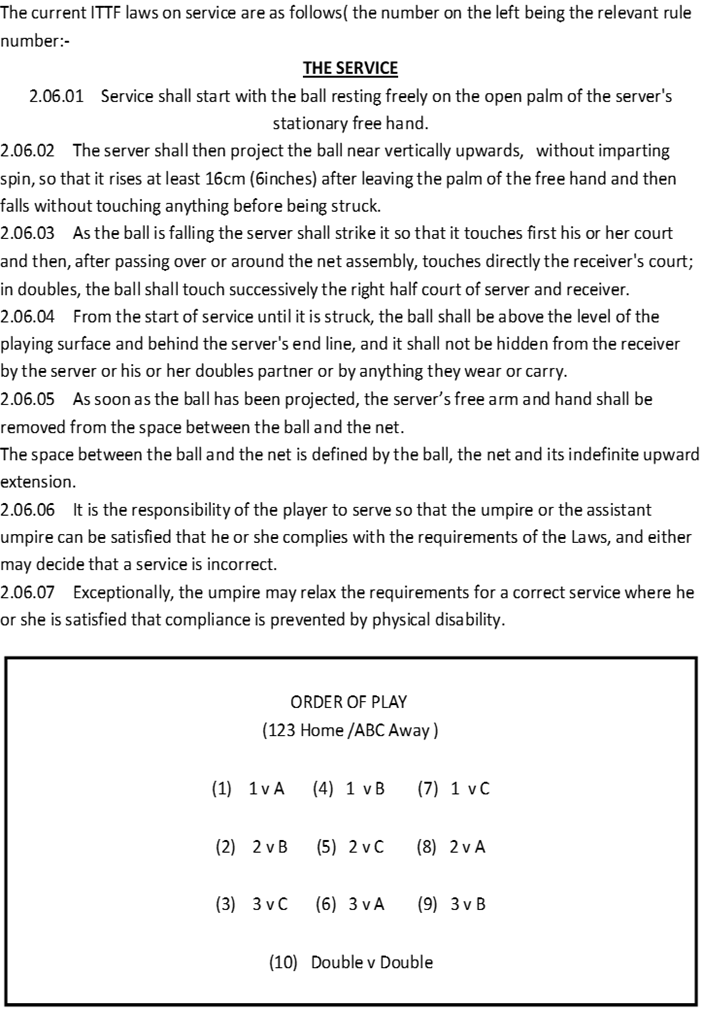 The current ITTF laws on service are as follows( the number on the left being the relevant rule
number:-
THE SERVICE
2.06.01 Service shall start with the ball resting freely on the open palm of the server's
stationary free hand.
2.06.02 The server shall then project the ball near vertically upwards, without imparting
spin, so that it rises at least 16cm (6inches) after leaving the palm of the free hand and then
falls without touching anything before being struck.
2.06.03 As the ball is falling the server shall strike it so that it touches first his or her court
and then, after passing over or around the net assembly, touches directly the receiver's court;
in doubles, the ball shall touch successively the right half court of server and receiver.
2.06.04 From the start of service until it is struck, the ball shall be above the level of the
playing surface and behind the server's end line, and it shall not be hidden from the receiver
by the server or his or her doubles partner or by anything they wear or carry.
2.06.05 As soon as the ball has been projected, the server’s free arm and hand shall be
removed from the space between the ball and the net.
The space between the ball and the net is defined by the ball, the net and its indefinite upward
extension.
2.06.06 It is the responsibility of the player to serve so that the umpire or the assistant
umpire can be satisfied that he or she complies with the requirements of the Laws, and either
may decide that a service is incorrect.
2.06.07 Exceptionally, the umpire may relax the requirements for a correct service where he
or she is satisfied that compliance is prevented by physical disability.
ORDER OF PLAY
(123 Home /ABC Away )
(1) 1 v A (4) 1 v B (7) 1 v C
(2) 2 v B (5) 2 v C (8) 2 v A
(3) 3 v C (6) 3 v A (9) 3 v B
(10) Double v Double